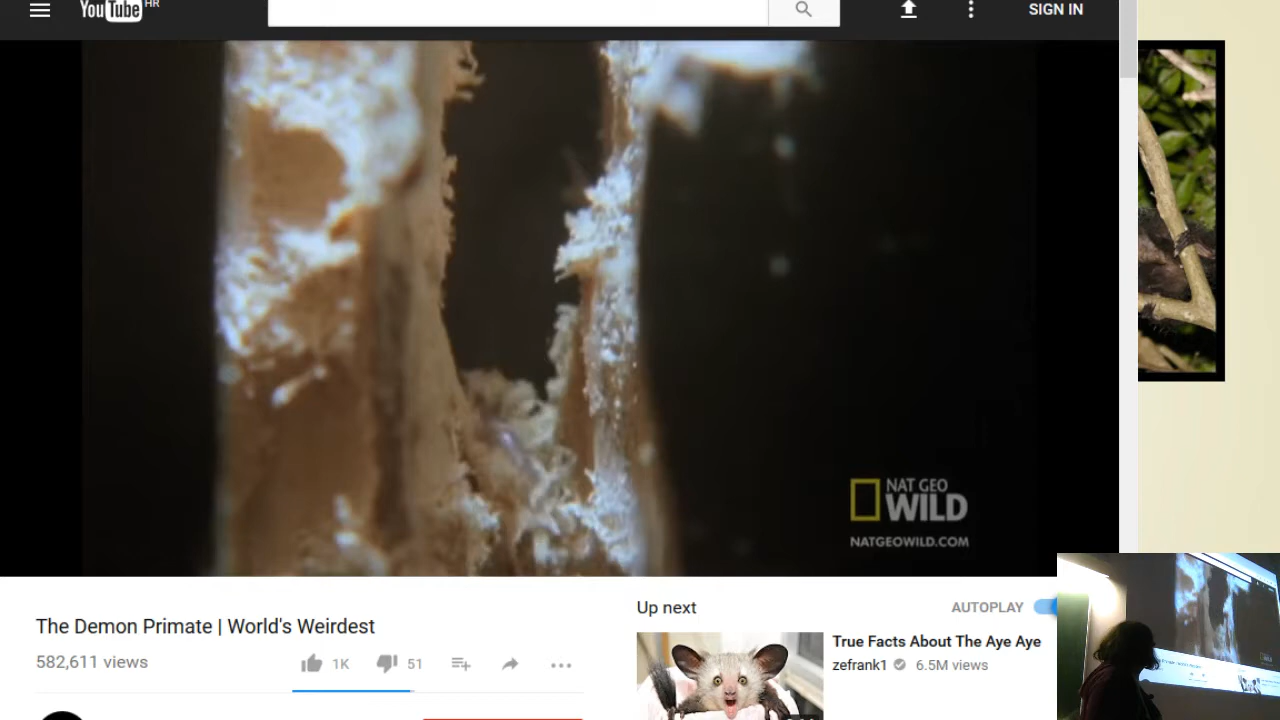 YouTube HR
SIGN IN
NAT GEO
WILD
NATGEOWILD.COM
The Demon Primate | World's Weirdest
582,611 views
1K
51
Up next
AUTOPLAY
True Facts About The Aye Aye
zefrank1
6.5M views